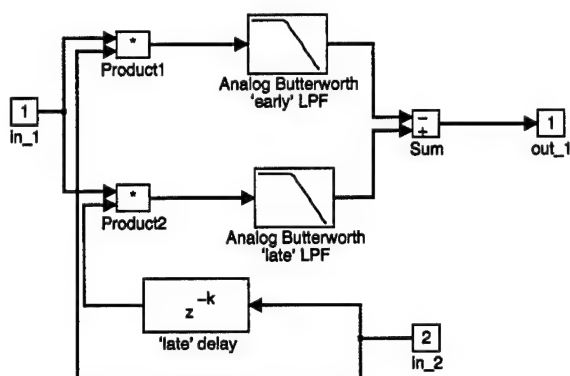 *
Product1
Analog Butterworth
'early' LPF
1
in_1
−
+
Sum
1
out_1
*
Product2
Analog Butterworth
'late' LPF
z
−k
'late' delay
2
in_2